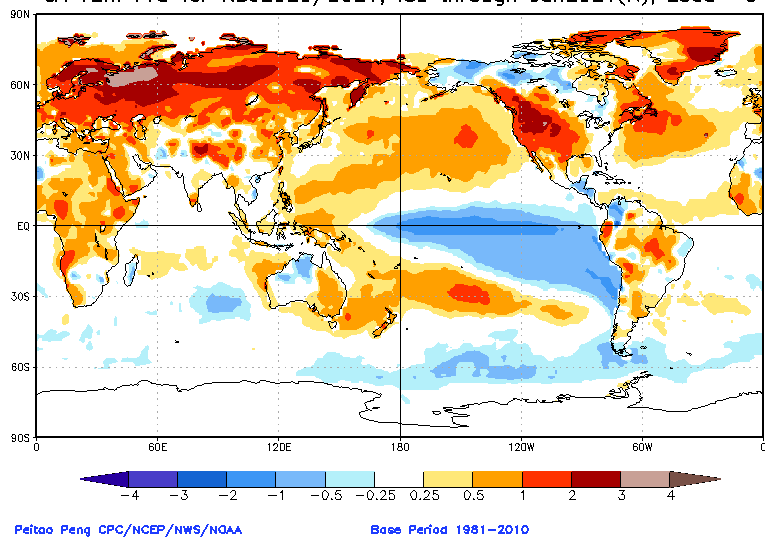 90N
60N
30N
EQ
30S
60S
90S
0 60E 120E 180 120W 60W 0
-4 -3 -2 -1 -0.5 -0.25 0.25 0.5 1 2 3 4
Peitao Peng CPC/NCEP/NWS/NOAA Base Period 1981-2010